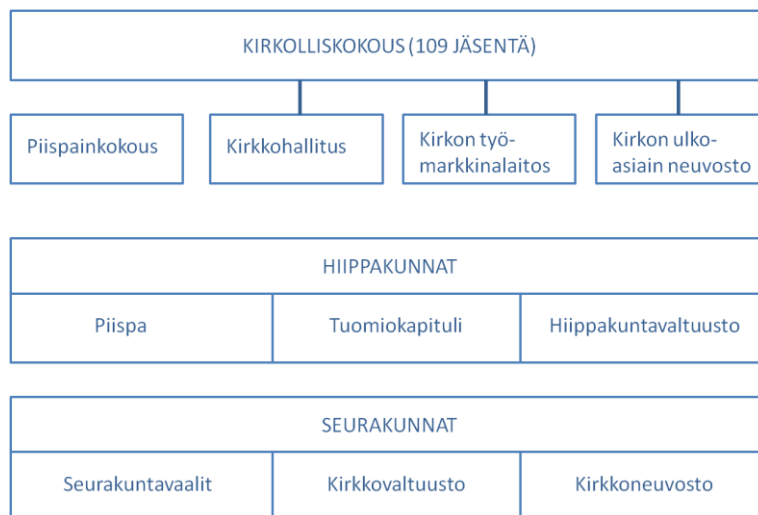 KIRKOLLISKOKOUS (109 JÄSENTÄ)
Piispainkokous
Kirkkohallitus
Kirkon työ-
markkinalaitos
Kirkon ulko-
asiain neuvosto
HIIPPAKUNNAT
Piispa
Tuomiokapituli
Hiippakuntavaltuusto
SEURAKUNNAT
Seurakuntavaalit
Kirkkovaltuusto
Kirkkoneuvosto